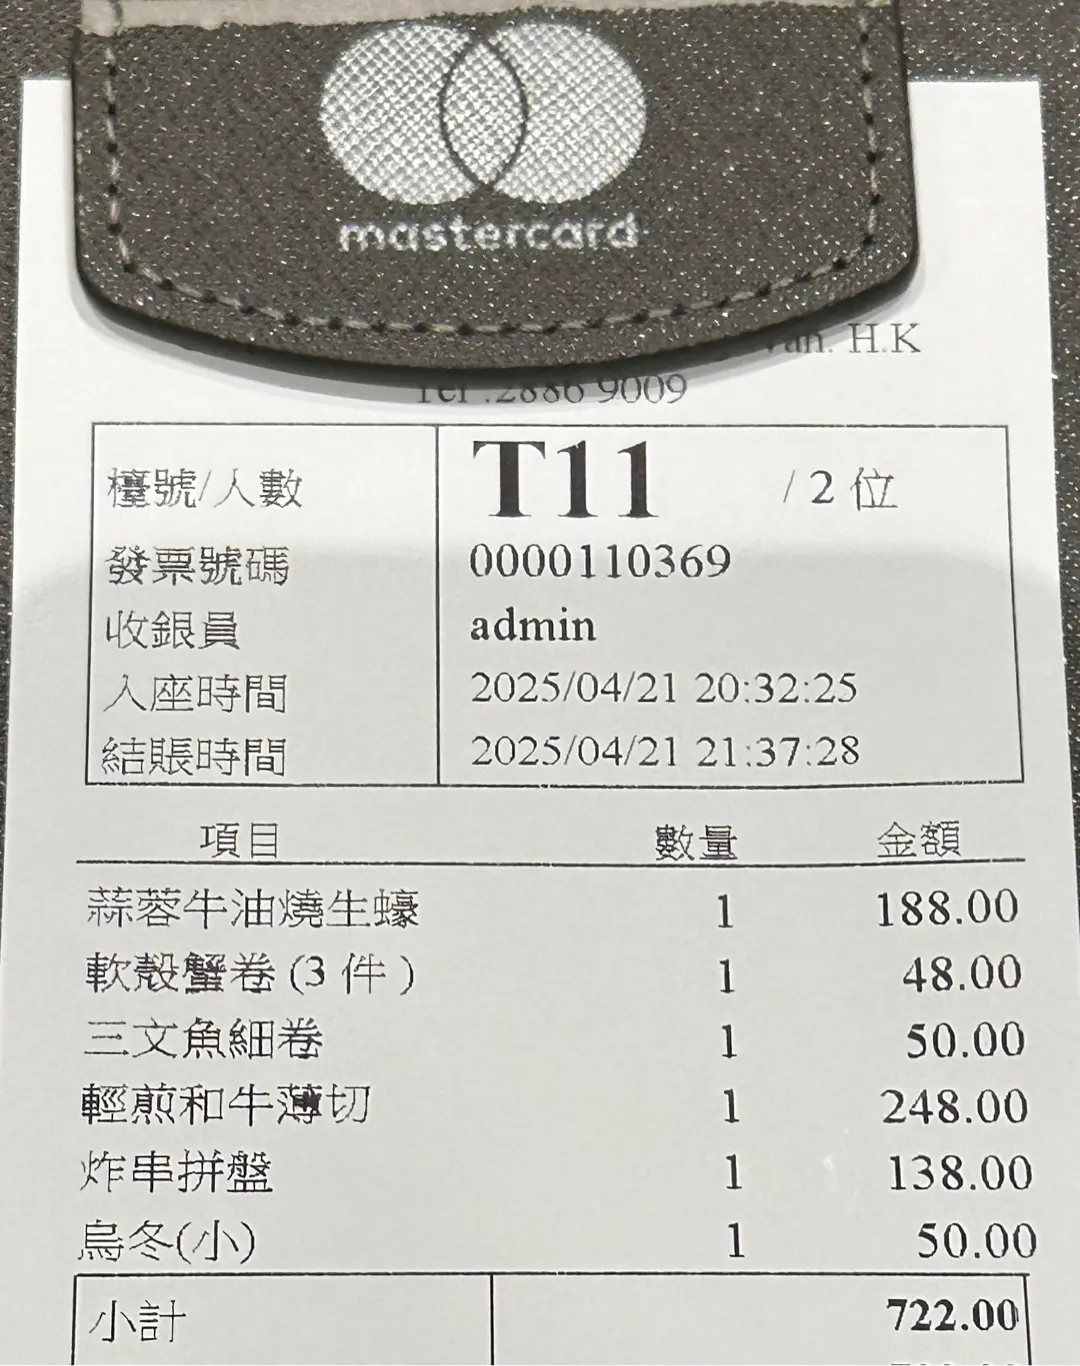 mastercard
H.K
Tel :2886 9009
檯號/人數 T11 / 2 位
發票號碼 0000110369
收銀員 admin
入座時間 2025/04/21 20:32:25
結賬時間 2025/04/21 21:37:28
項目 數量 金額
蒜蓉牛油燒生蠔 1 188.00
軟殼蟹卷(3 件) 1 48.00
三文魚細卷 1 50.00
輕煎和牛薄切 1 248.00
炸串拼盤 1 138.00
烏冬(小) 1 50.00
小計 722.00